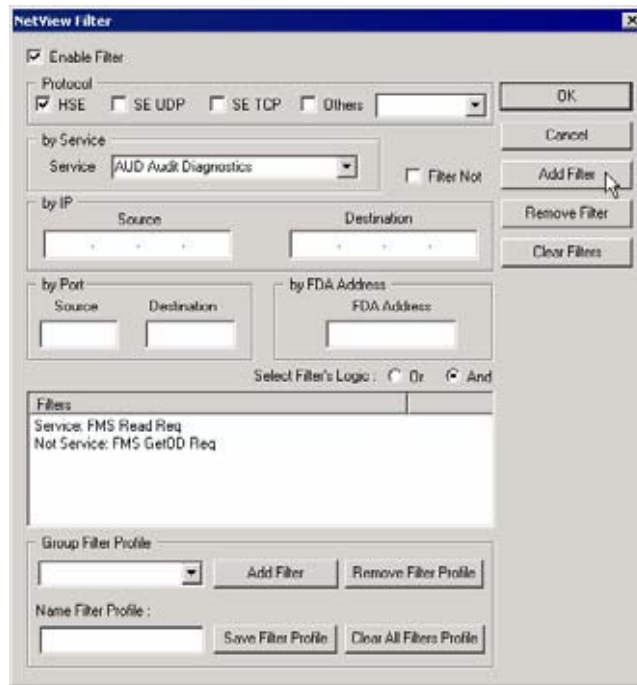 NetView Filter
Enable Filter
Protocol
HSE SE UDP SE TCP Others
OK
by Service
Service AUD Audit Diagnostics
Filter Not
Cancel
Add Filter
by IP
Source Destination
Remove Filter
Clear Filters
by Port
Source Destination
by FDA Address
FDA Address
Select Filter's Logic : Or And
Filters
Service: FMS Read Req
Not Service: FMS GetOD Req
Group Filter Profile
Add Filter Remove Filter Profile
Name Filter Profile :
Save Filter Profile Clear All Filters Profile